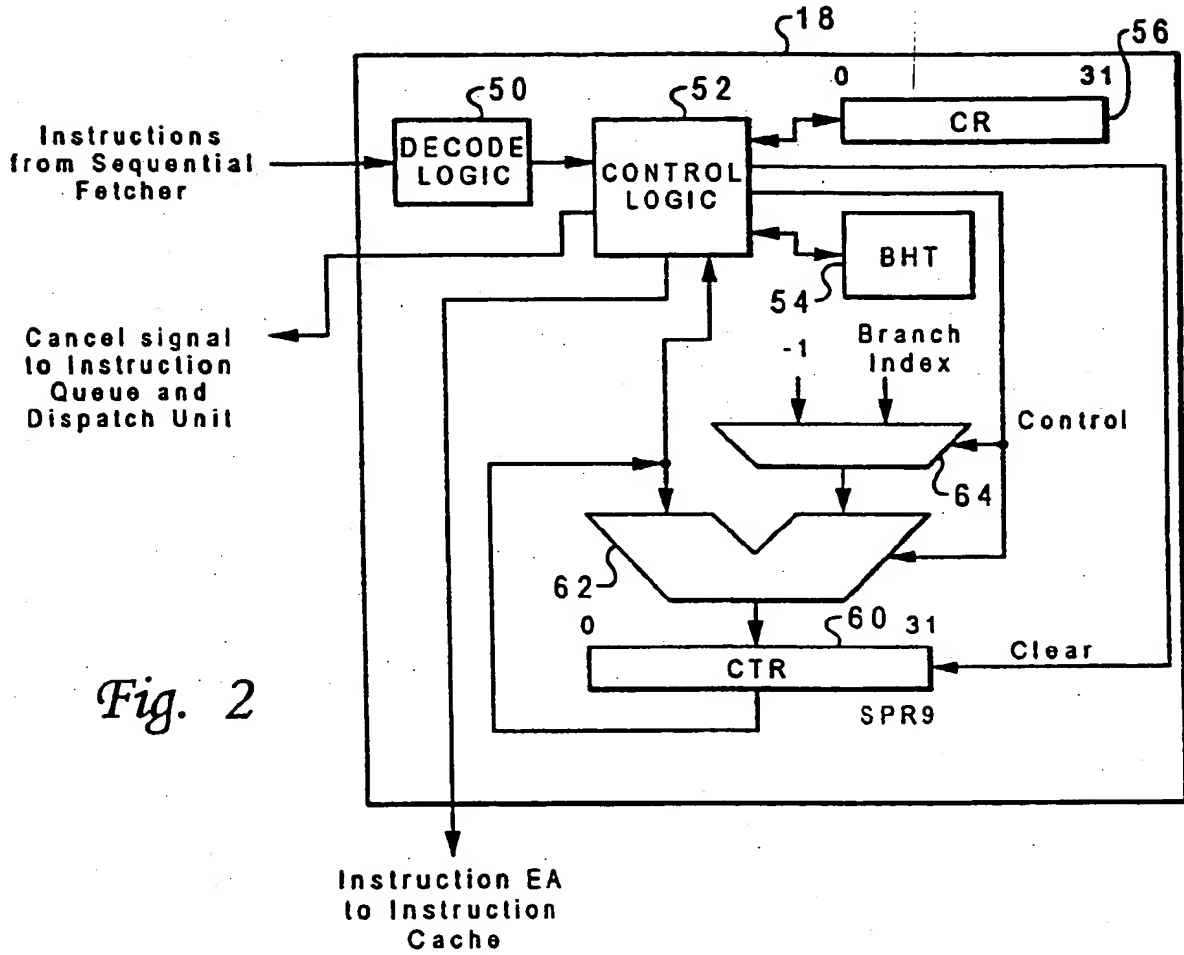 18
56
0
31
50
52
CR
Instructions
from Sequential
Fetcher
DECODE
LOGIC
CONTROL
LOGIC
BHT
54
Cancel signal
to Instruction
Queue and
Dispatch Unit
-1
Branch
Index
Control
64
62
0
60
31
CTR
Clear
SPR9
Fig. 2
Instruction EA
to Instruction
Cache